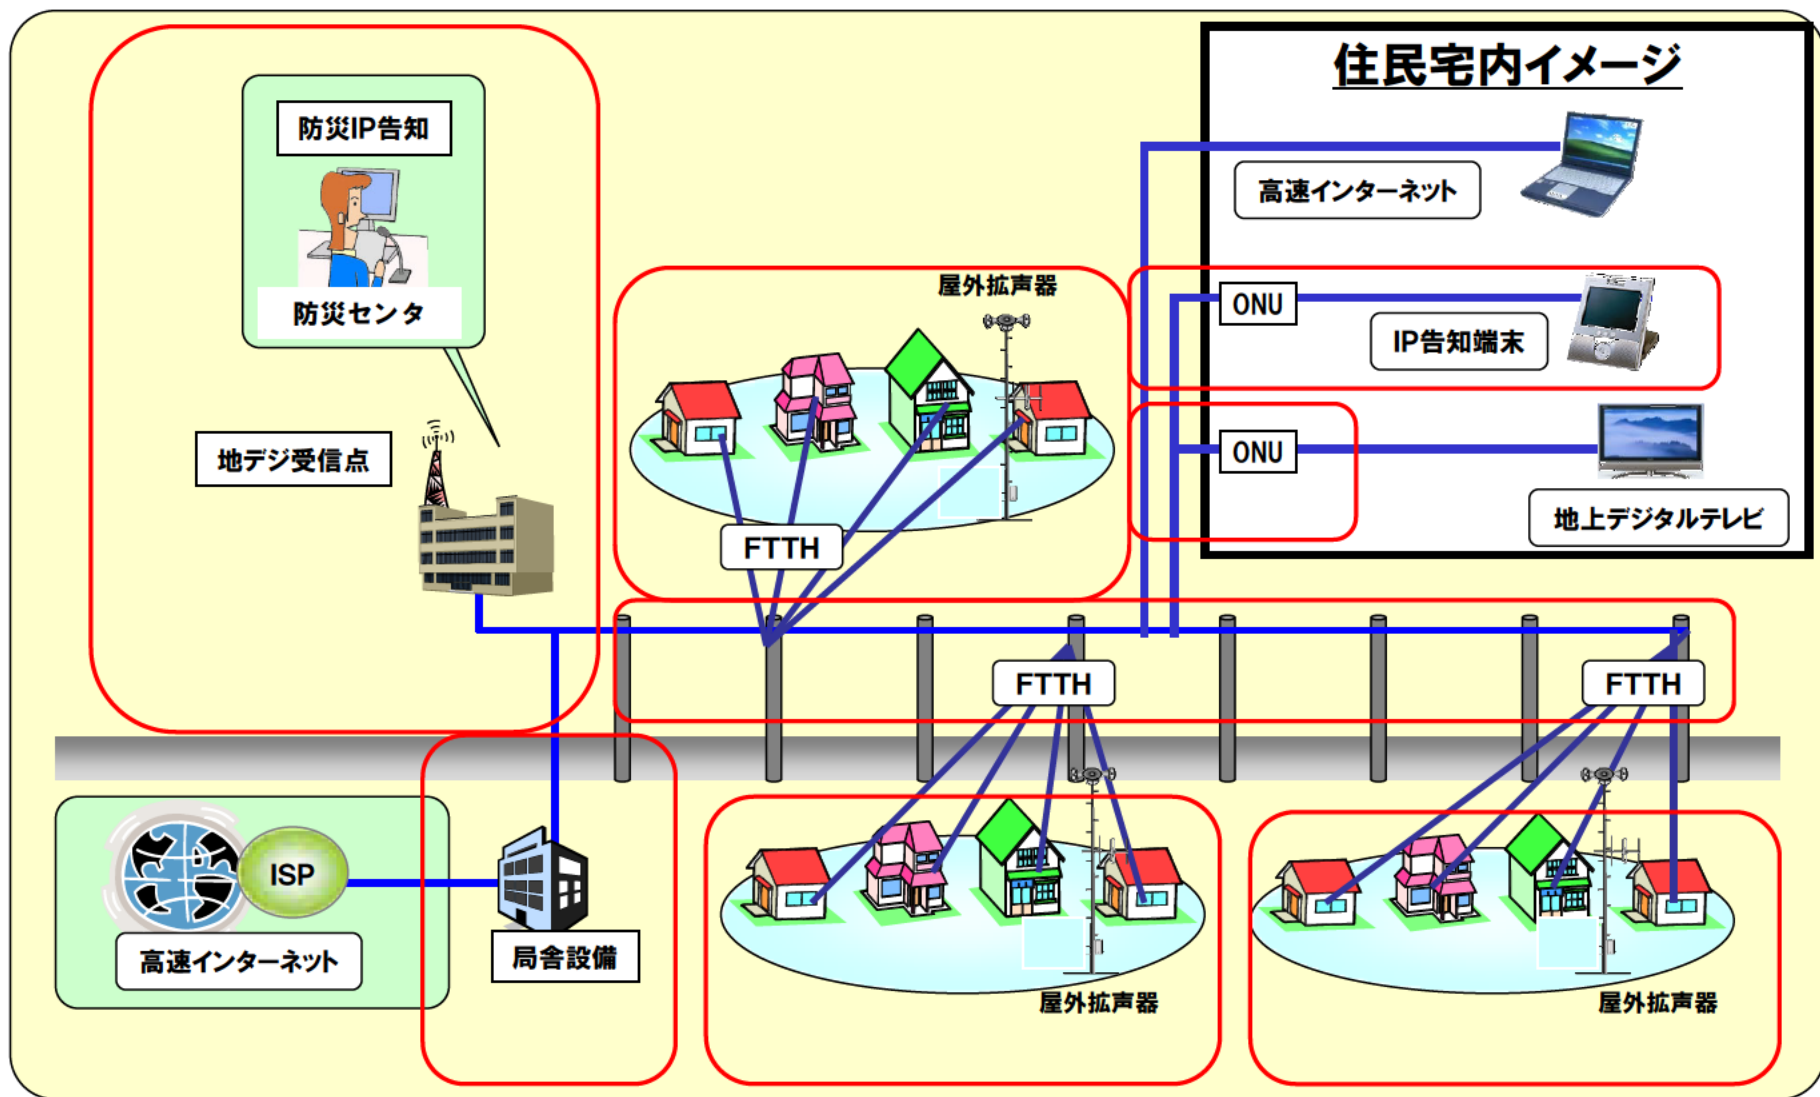 住民宅内イメージ
防災IP告知
防災センタ
高速インターネット
屋外拡声器
ONU
IP告知端末
地デジ受信点
ONU
地上デジタルテレビ
FTTH
FTTH
FTTH
ISP
高速インターネット
局舎設備
屋外拡声器
屋外拡声器